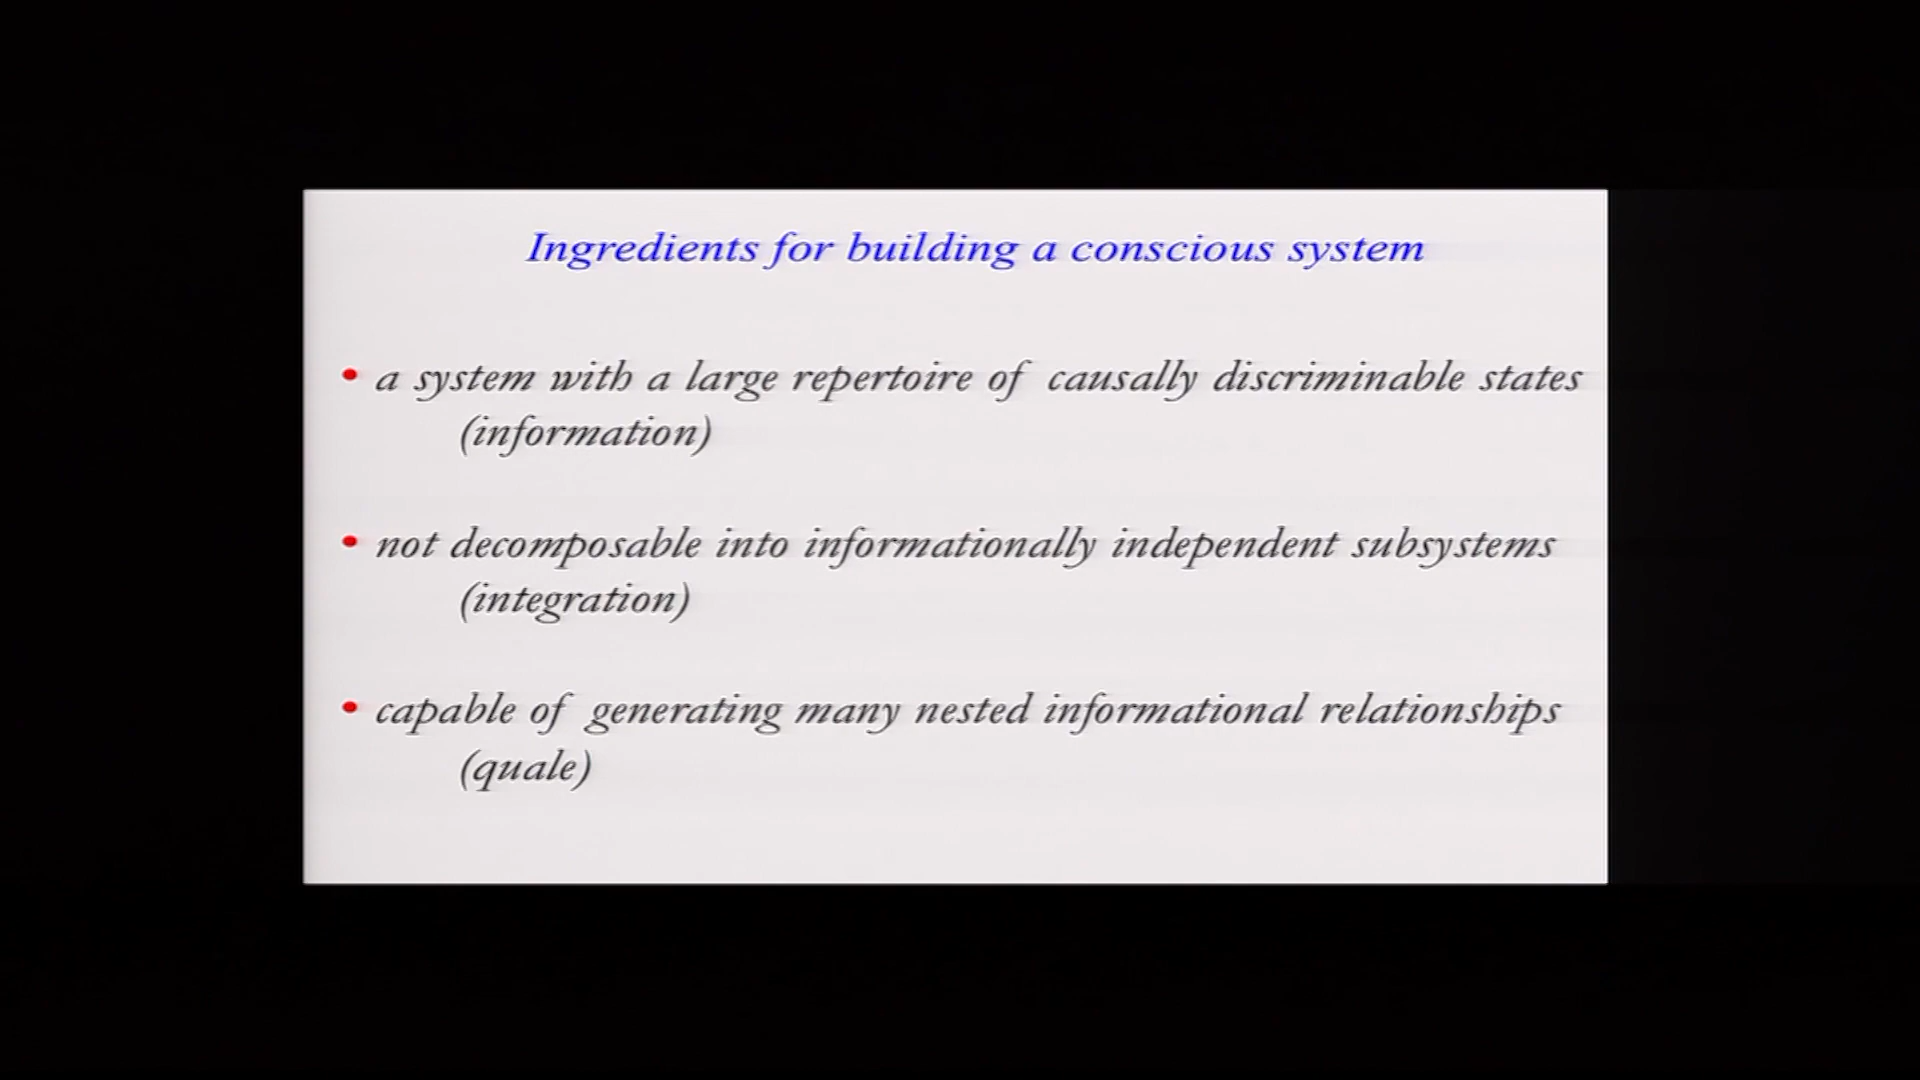 Ingredients for building a conscious system
• a system with a large repertoire of causally discriminable states
(information)
• not decomposable into informationally independent subsystems
(integration)
• capable of generating many nested informational relationships
(quale)